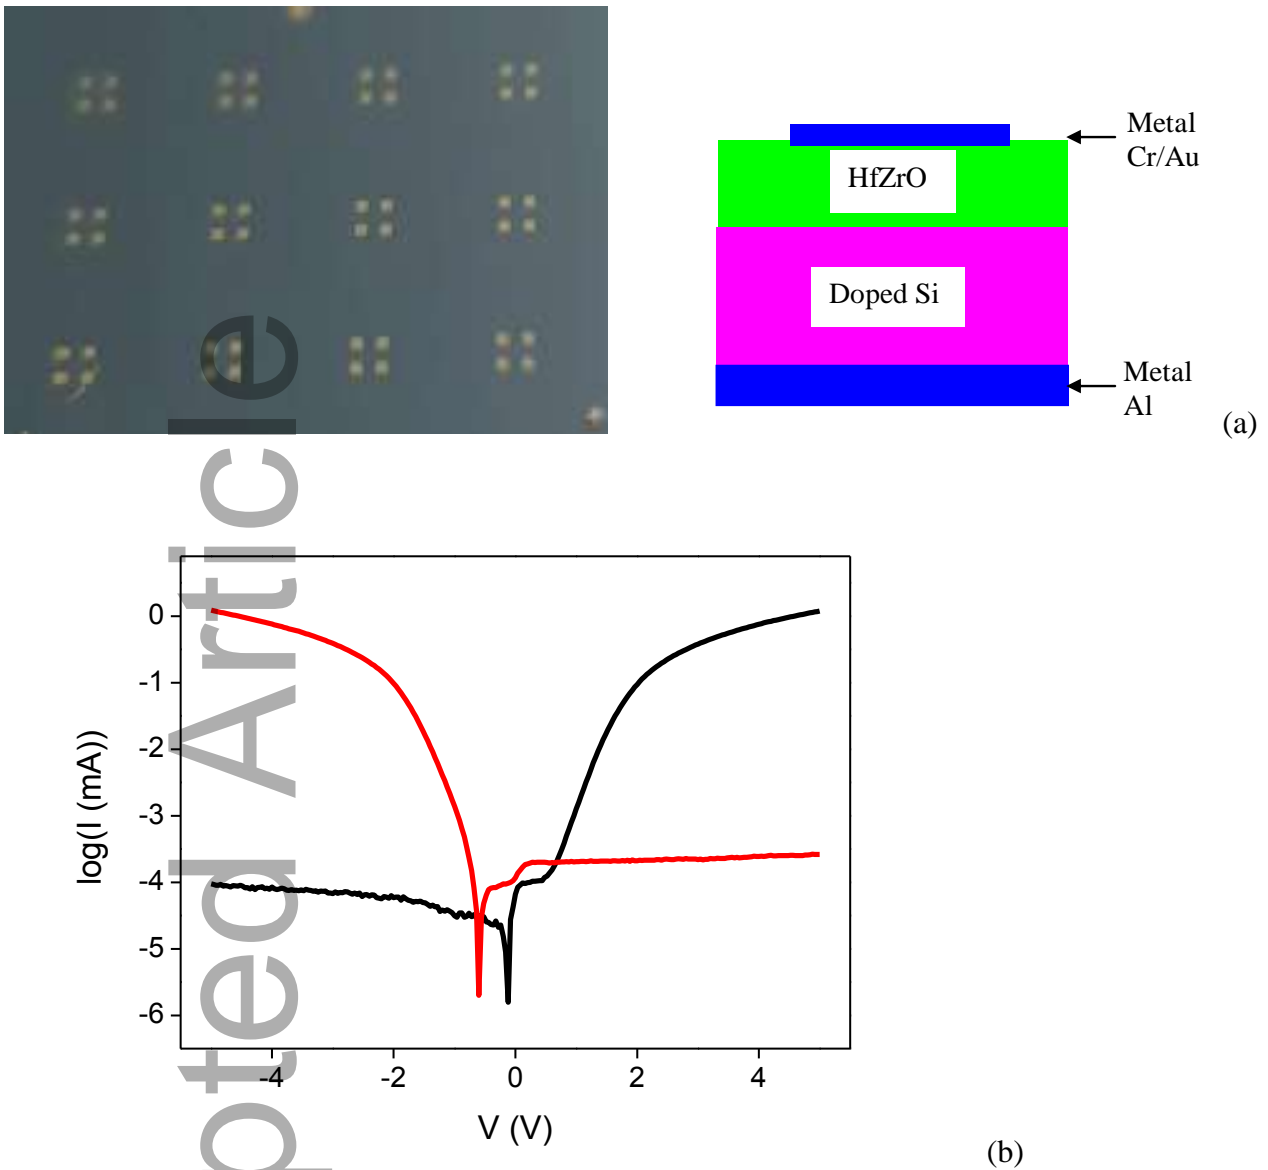 Metal
Cr/Au
HfZrO
Doped Si
Metal
Al
(a)
log(I (mA))
0
-1
-2
-3
-4
-5
-6
-4
-2
0
2
4
V (V)
(b)
pted Article